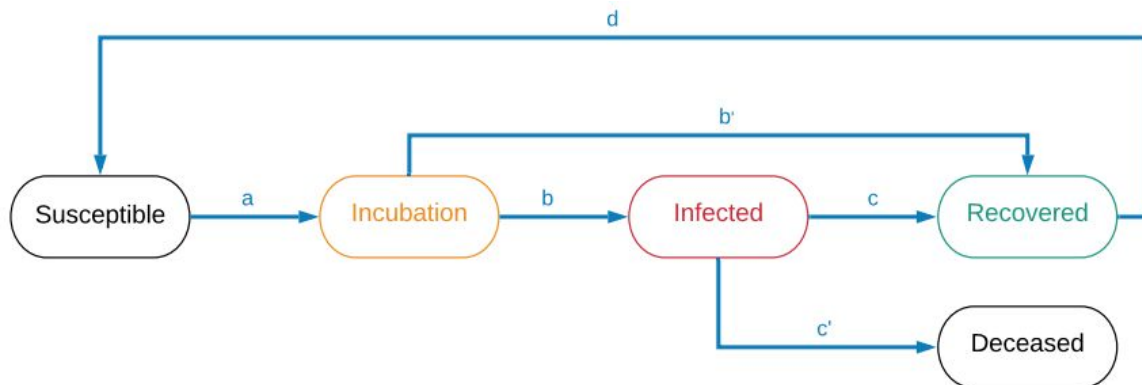 d
b'
Susceptible
a
Incubation
b
Infected
c
Recovered
c'
Deceased